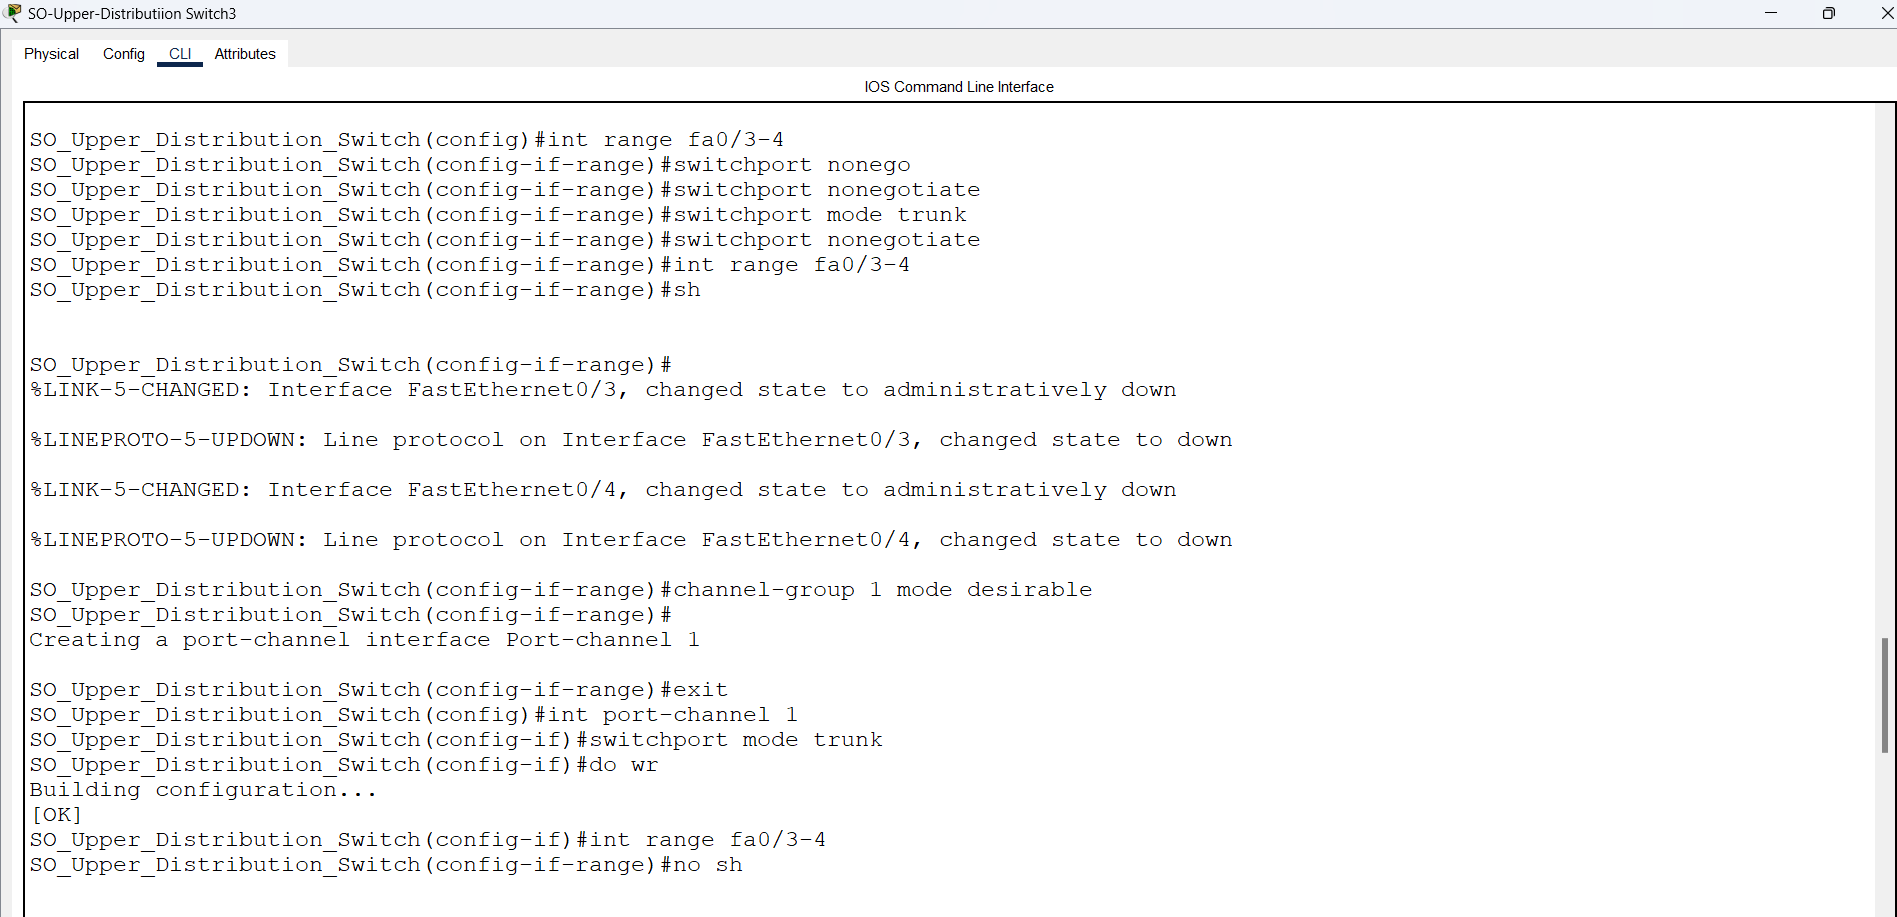 SO-Upper-Distributiion Switch3
Physical Config CLI Attributes
IOS Command Line Interface
SO_Upper_Distribution_Switch(config)#int range fa0/3-4
SO_Upper_Distribution_Switch(config-if-range)#switchport nonego
SO_Upper_Distribution_Switch(config-if-range)#switchport nonegotiate
SO_Upper_Distribution_Switch(config-if-range)#switchport mode trunk
SO_Upper_Distribution_Switch(config-if-range)#switchport nonegotiate
SO_Upper_Distribution_Switch(config-if-range)#int range fa0/3-4
SO_Upper_Distribution_Switch(config-if-range)#sh
SO_Upper_Distribution_Switch(config-if-range)#
%LINK-5-CHANGED: Interface FastEthernet0/3, changed state to administratively down
%LINEPROTO-5-UPDOWN: Line protocol on Interface FastEthernet0/3, changed state to down
%LINK-5-CHANGED: Interface FastEthernet0/4, changed state to administratively down
%LINEPROTO-5-UPDOWN: Line protocol on Interface FastEthernet0/4, changed state to down
SO_Upper_Distribution_Switch(config-if-range)#channel-group 1 mode desirable
SO_Upper_Distribution_Switch(config-if-range)#
Creating a port-channel interface Port-channel 1
SO_Upper_Distribution_Switch(config-if-range)#exit
SO_Upper_Distribution_Switch(config)#int port-channel 1
SO_Upper_Distribution_Switch(config-if)#switchport mode trunk
SO_Upper_Distribution_Switch(config-if)#do wr
Building configuration...
[OK]
SO_Upper_Distribution_Switch(config-if)#int range fa0/3-4
SO_Upper_Distribution_Switch(config-if-range)#no sh